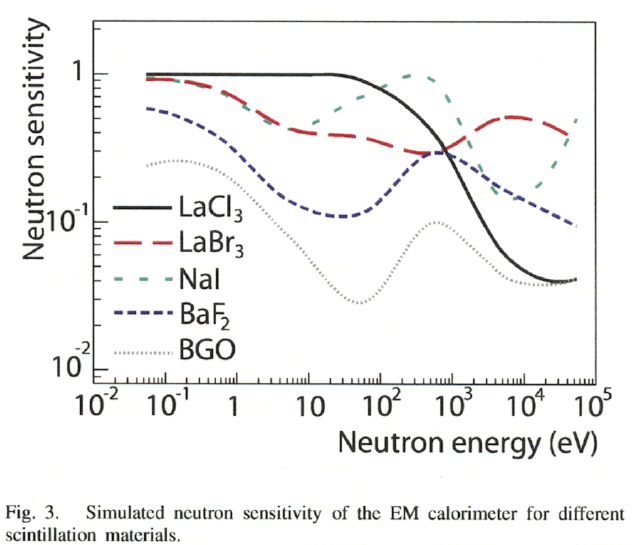 Neutron sensitivity
1
10-1
10-2
LaCl3
LaBr3
NaI
BaF2
BGO
10-2 10-1 1 10 102 103 104 105
Neutron energy (eV)
Fig. 3. Simulated neutron sensitivity of the EM calorimeter for different
scintillation materials.